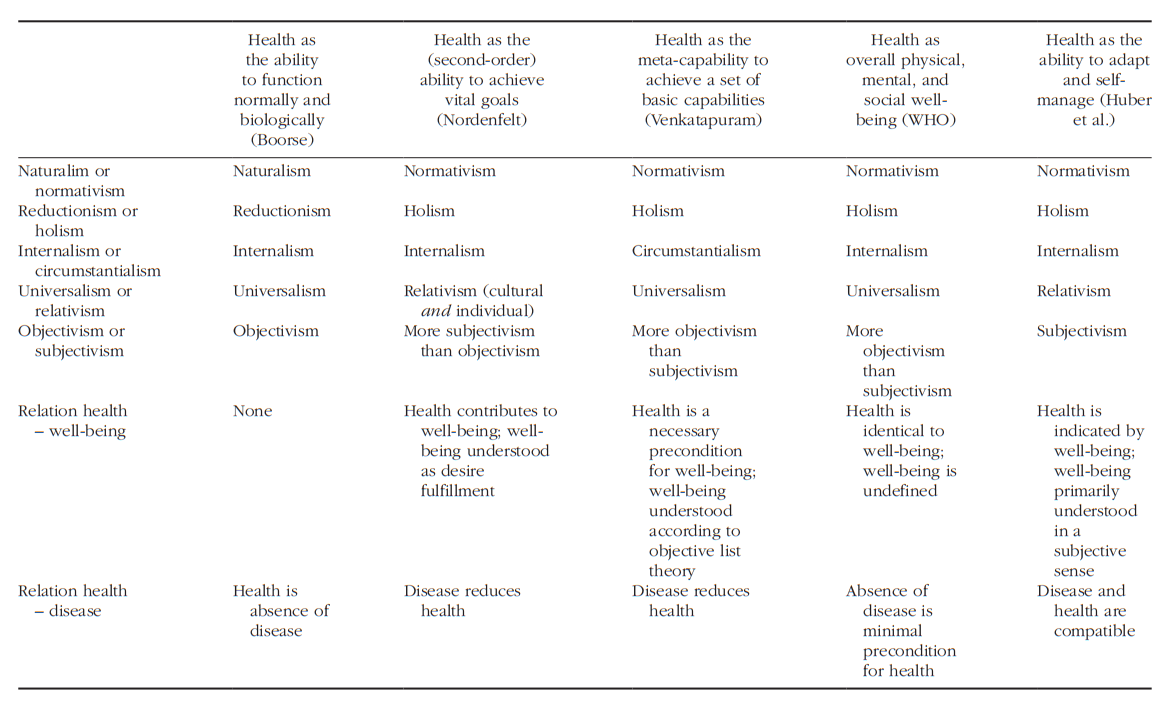 Health as
the ability
to function
normally and
biologically
(Boorse)
Health as the
(second-order)
ability to achieve
vital goals
(Nordenfelt)
Health as the
meta-capability to
achieve a set of
basic capabilities
(Venkatapuram)
Health as
overall physical,
mental, and
social well-
being (WHO)
Health as the
ability to adapt
and self-
manage (Huber
et al.)
Naturalim or
normativism
Naturalism
Normativism
Normativism
Normativism
Normativism
Reductionism or
holism
Reductionism
Holism
Holism
Holism
Holism
Internalism or
circumstantialism
Internalism
Internalism
Circumstantialism
Internalism
Internalism
Universalism or
relativism
Universalism
Relativism (cultural
and individual)
Universalism
Universalism
Relativism
Objectivism or
subjectivism
Objectivism
More subjectivism
than objectivism
More objectivism
than
subjectivism
More
objectivism
than
subjectivism
Subjectivism
Relation health
– well-being
None
Health contributes to
well-being; well-
being understood
as desire
fulfillment
Health is a
necessary
precondition
for well-being;
well-being
understood
according to
objective list
theory
Health is
identical to
well-being;
well-being is
undefined
Health is
indicated by
well-being;
well-being
primarily
understood
in a
subjective
sense
Relation health
– disease
Health is
absence of
disease
Disease reduces
health
Disease reduces
health
Absence of
disease is
minimal
precondition
for health
Disease and
health are
compatible